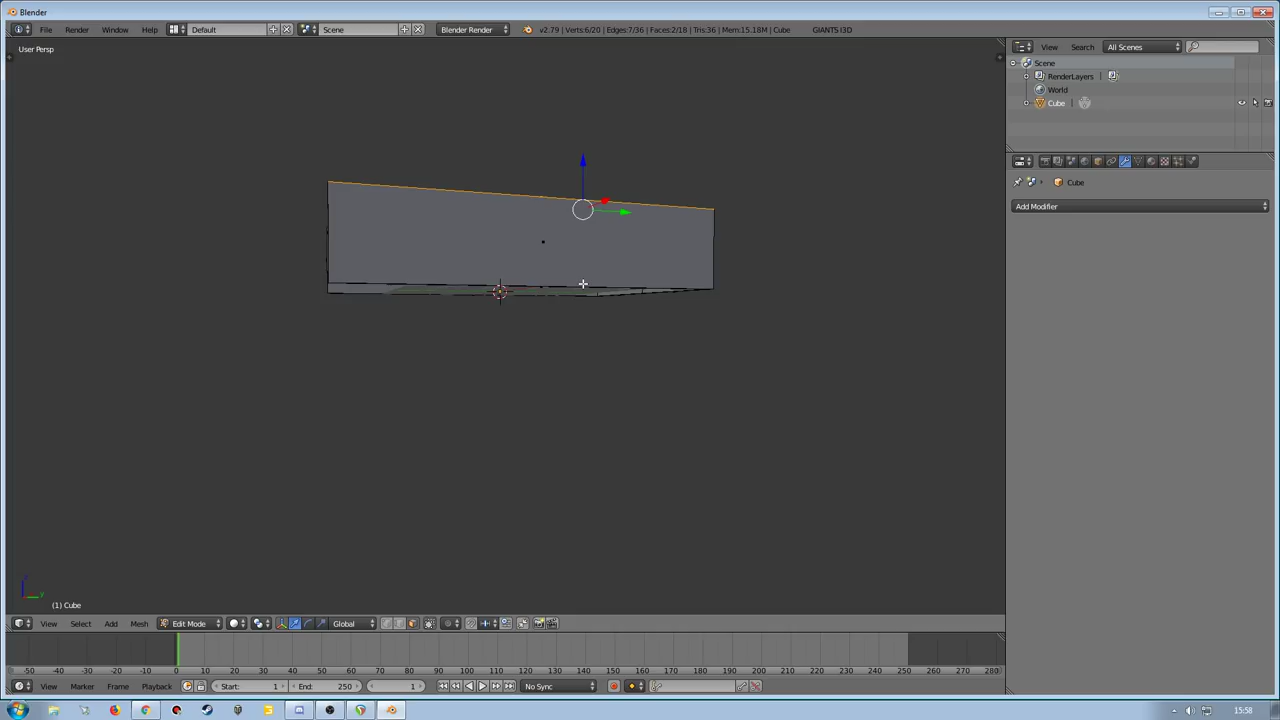 Blender
File Render Window Help Default Scene Blender Render v2.79 | Verts:6/20 | Edges:7/36 | Faces:2/18 | Tris:36 | Mem:15.18M | Cube GIANTS I3D
User Persp
View Search All Scenes
Scene
RenderLayers |
World
Cube |
Cube
Add Modifier
z
y
(1) Cube
View Select Add Mesh Edit Mode Global
-50 -40 -30 -20 -10 0 10 20 30 40 50 60 70 80 90 100 110 120 130 140 150 160 170 180 190 200 210 220 230 240 250 260 270 280
View Marker Frame Playback Start: 1 End: 250 1 No Sync
15:58